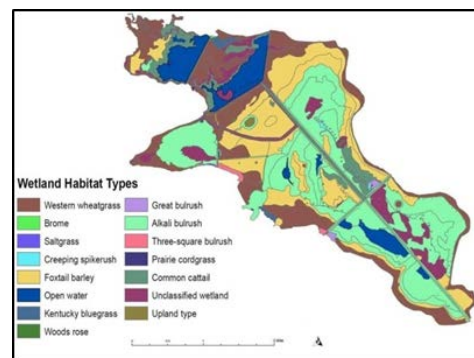 Wetland Habitat Types
Western wheatgrass
Brome
Saltgrass
Creeping spikerush
Foxtail barley
Open water
Kentucky bluegrass
Woods rose
Great bulrush
Alkali bulrush
Three-square bulrush
Prairie cordgrass
Common cattail
Unclassified wetland
Upland type